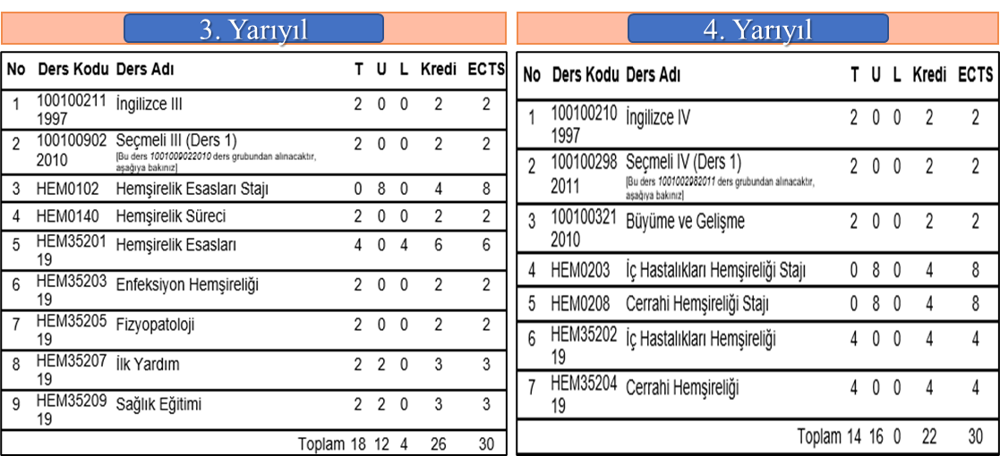 3. Yarıyıl
No Ders Kodu Ders Adı T U L Kredi ECTS
1 100100211 İngilizce III 2 0 0 2 2
1997
2 100100902 Seçmeli III (Ders 1) 2 0 0 2 2
2010 [Bu ders 1001009022010 ders grubundan alınacaktır,
aşağıya bakınız]
3 HEM0102 Hemşirelik Esasları Stajı 0 8 0 4 8
4 HEM0140 Hemşirelik Süreci 2 0 0 2 2
5 HEM35201 Hemşirelik Esasları 4 0 4 6 6
19
6 HEM35203 Enfeksiyon Hemşireliği 2 0 0 2 2
19
7 HEM35205 Fizyopatoloji 2 0 0 2 2
19
8 HEM35207 İlk Yardım 2 2 0 3 3
19
9 HEM35209 Sağlık Eğitimi 2 2 0 3 3
19
Toplam 18 12 4 26 30
4. Yarıyıl
No Ders Kodu Ders Adı T U L Kredi ECTS
1 100100210 İngilizce IV 2 0 0 2 2
1997
2 100100298 Seçmeli IV (Ders 1) 2 0 0 2 2
2011 [Bu ders 1001002982011 ders grubundan alınacaktır,
aşağıya bakınız]
3 100100321 Büyüme ve Gelişme 2 0 0 2 2
2010
4 HEM0203 İç Hastalıkları Hemşireliği Stajı 0 8 0 4 8
5 HEM0208 Cerrahi Hemşireliği Stajı 0 8 0 4 8
6 HEM35202 İç Hastalıkları Hemşireliği 4 0 0 4 4
19
7 HEM35204 Cerrahi Hemşireliği 4 0 0 4 4
19
Toplam 14 16 0 22 30